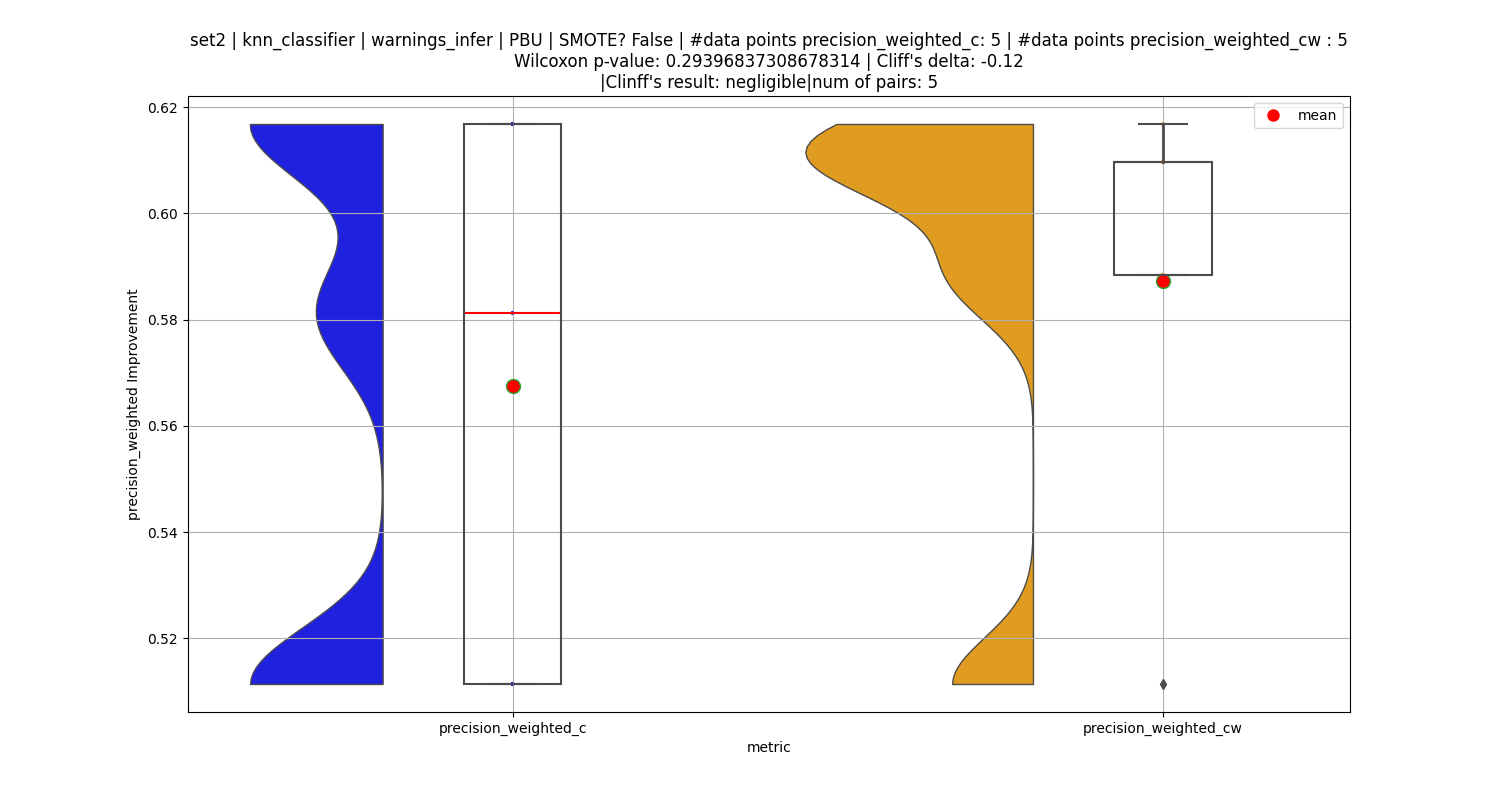 set2 | knn_classifier | warnings_infer | PBU | SMOTE? False | #data points precision_weighted_c: 5 | #data points precision_weighted_cw : 5
Wilcoxon p-value: 0.29396837308678314 | Cliff's delta: -0.12
|Clinff's result: negligible|num of pairs: 5
mean
0.62
0.60
0.58
0.56
0.54
0.52
precision_weighted Improvement
precision_weighted_c
precision_weighted_cw
metric